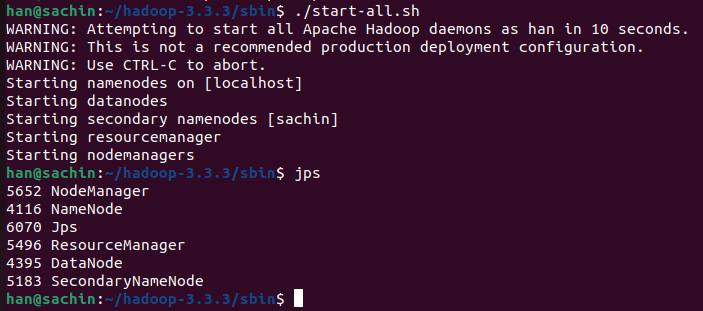 han@sachin:~/hadoop-3.3.3/sbin$ ./start-all.sh
WARNING: Attempting to start all Apache Hadoop daemons as han in 10 seconds.
WARNING: This is not a recommended production deployment configuration.
WARNING: Use CTRL-C to abort.
Starting namenodes on [localhost]
Starting datanodes
Starting secondary namenodes [sachin]
Starting resourcemanager
Starting nodemanagers
han@sachin:~/hadoop-3.3.3/sbin$ jps
5652 NodeManager
4116 NameNode
6070 Jps
5496 ResourceManager
4395 DataNode
5183 SecondaryNameNode
han@sachin:~/hadoop-3.3.3/sbin$